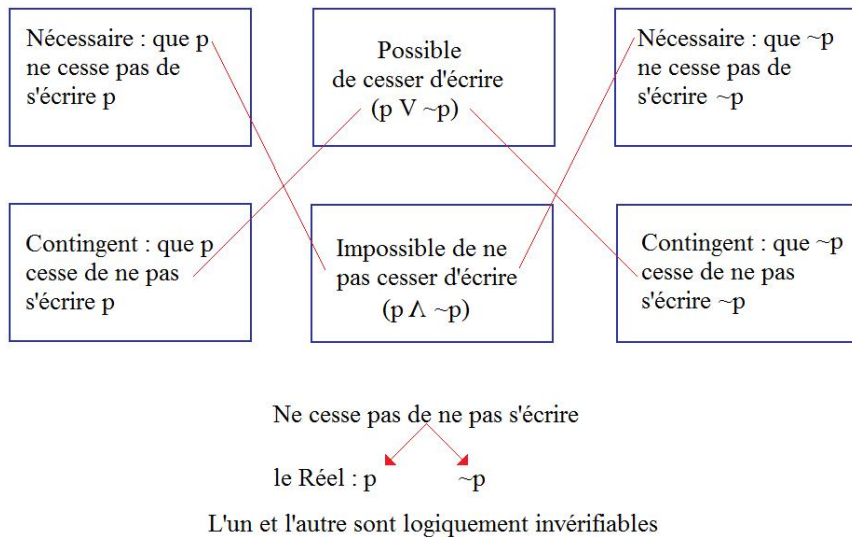 Nécessaire : que p
ne cesse pas de
s'écrire p
Possible
de cesser d'écrire
(p V ~p)
Nécessaire : que ~p
ne cesse pas de
s'écrire ~p
Contingent : que p
cesse de ne pas
s'écrire p
Impossible de ne
pas cesser d'écrire
(p Λ ~p)
Contingent : que ~p
cesse de ne pas
s'écrire ~p
Ne cesse pas de ne pas s'écrire
le Réel : p ~p
L'un et l'autre sont logiquement invérifiables